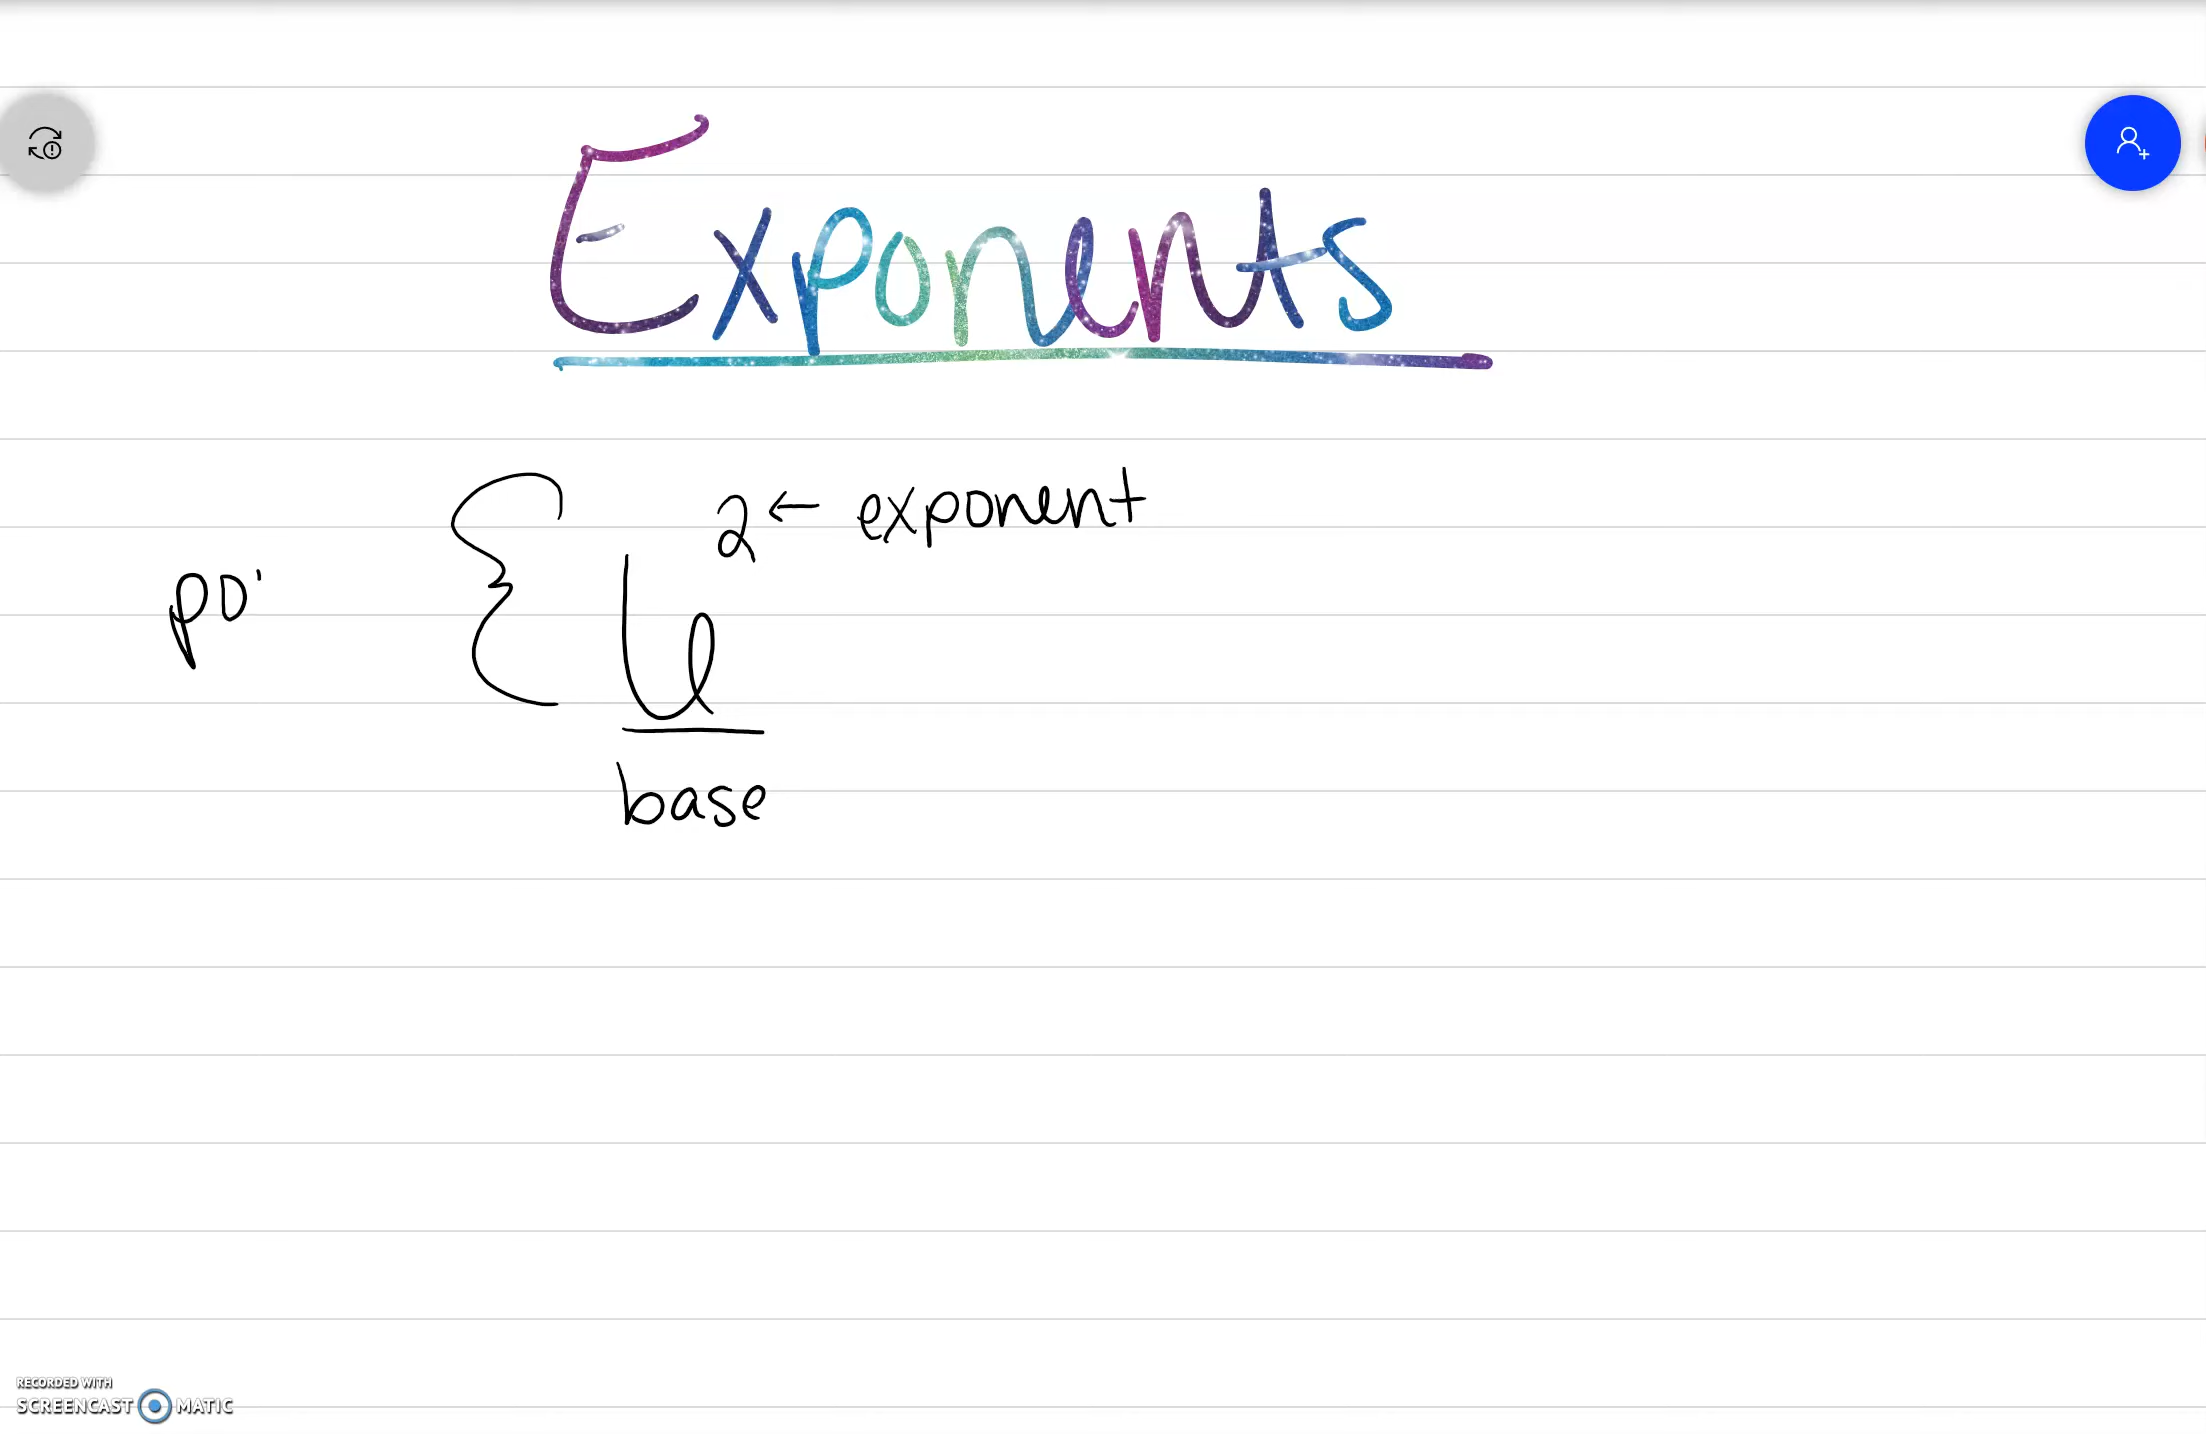 Exponents
2 ← exponent
po { 6
base
RECORDED WITH
SCREENCAST MATIC